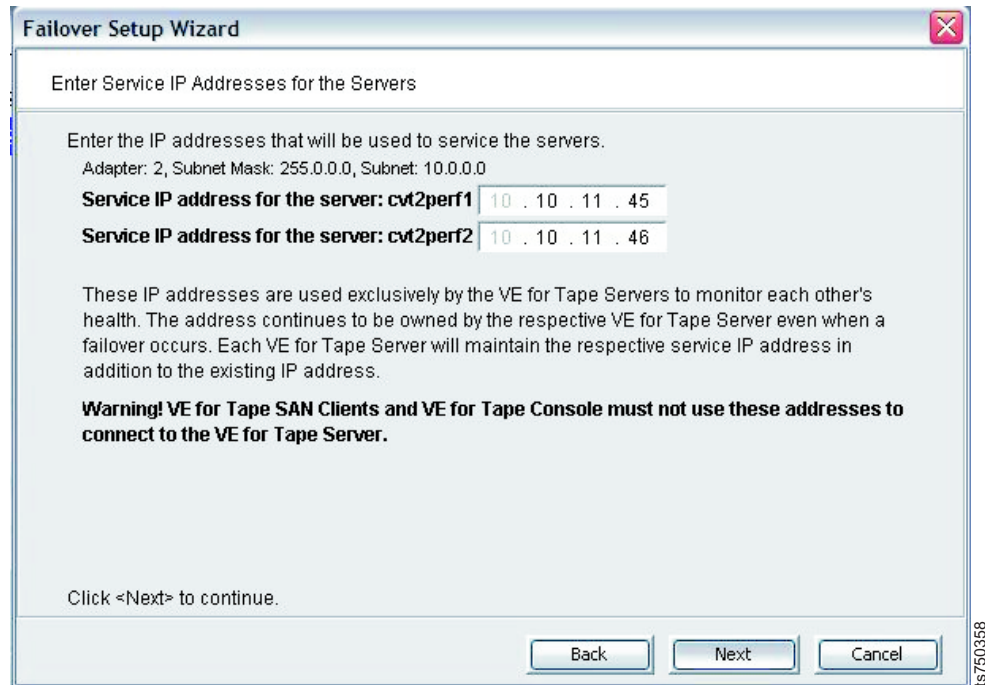 Failover Setup Wizard
Enter Service IP Addresses for the Servers
Enter the IP addresses that will be used to service the servers.
Adapter: 2, Subnet Mask: 255.0.0.0, Subnet: 10.0.0.0
Service IP address for the server: cvt2perf1 10 . 10 . 11 . 45
Service IP address for the server: cvt2perf2 10 . 10 . 11 . 46
These IP addresses are used exclusively by the VE for Tape Servers to monitor each other's
health. The address continues to be owned by the respective VE for Tape Server even when a
failover occurs. Each VE for Tape Server will maintain the respective service IP address in
addition to the existing IP address.
Warning! VE for Tape SAN Clients and VE for Tape Console must not use these addresses to
connect to the VE for Tape Server.
Click <Next> to continue.
Back Next Cancel
ts750358